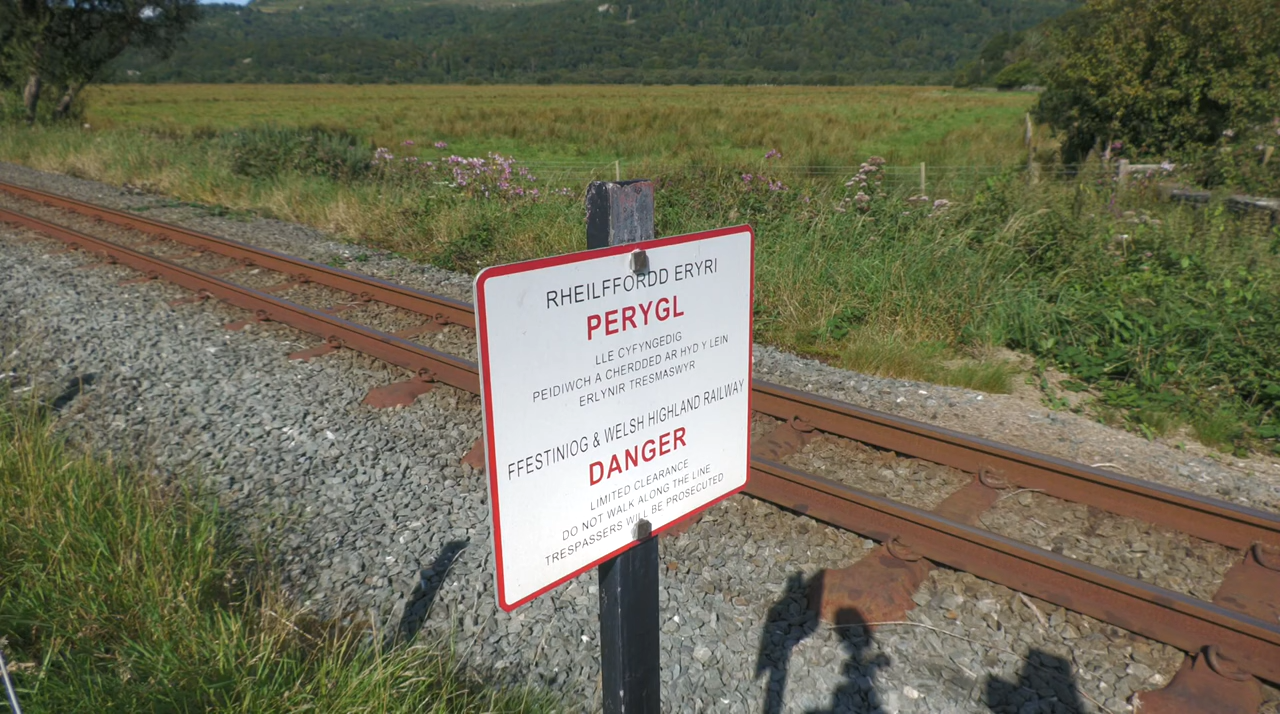 RHEILFFORDD ERYRI
PERYGL
LLE CYFYNGEDIG
PEIDIWCH A CHERDDED AR HYD Y LEIN
ERLYNIR TRESMASWYR
FFESTINIOG & WELSH HIGHLAND RAILWAY
DANGER
LIMITED CLEARANCE
DO NOT WALK ALONG THE LINE
TRESPASSERS WILL BE PROSECUTED